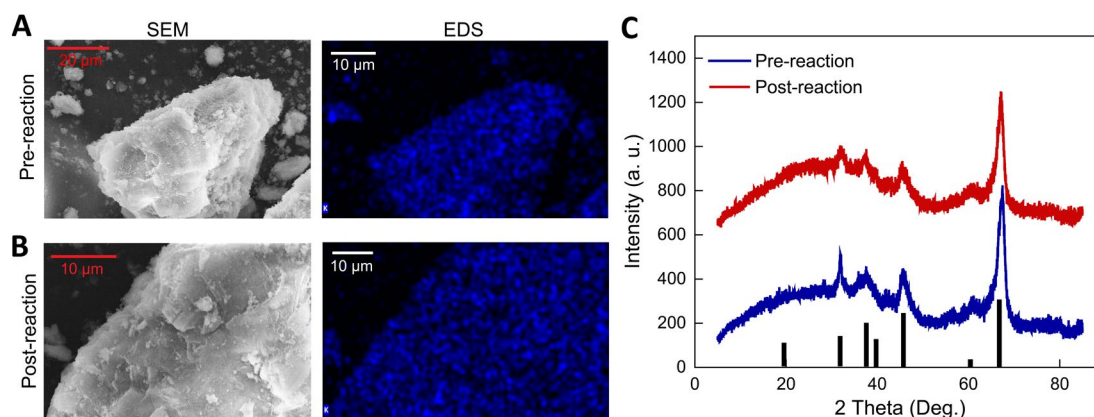 A
SEM
EDS
Pre-reaction
20 µm
10 µm
K
B
Post-reaction
10 µm
10 µm
K
C
Intensity (a. u.)
1400
1200
1000
800
600
400
200
0
Pre-reaction
Post-reaction
0 20 40 60 80
2 Theta (Deg.)